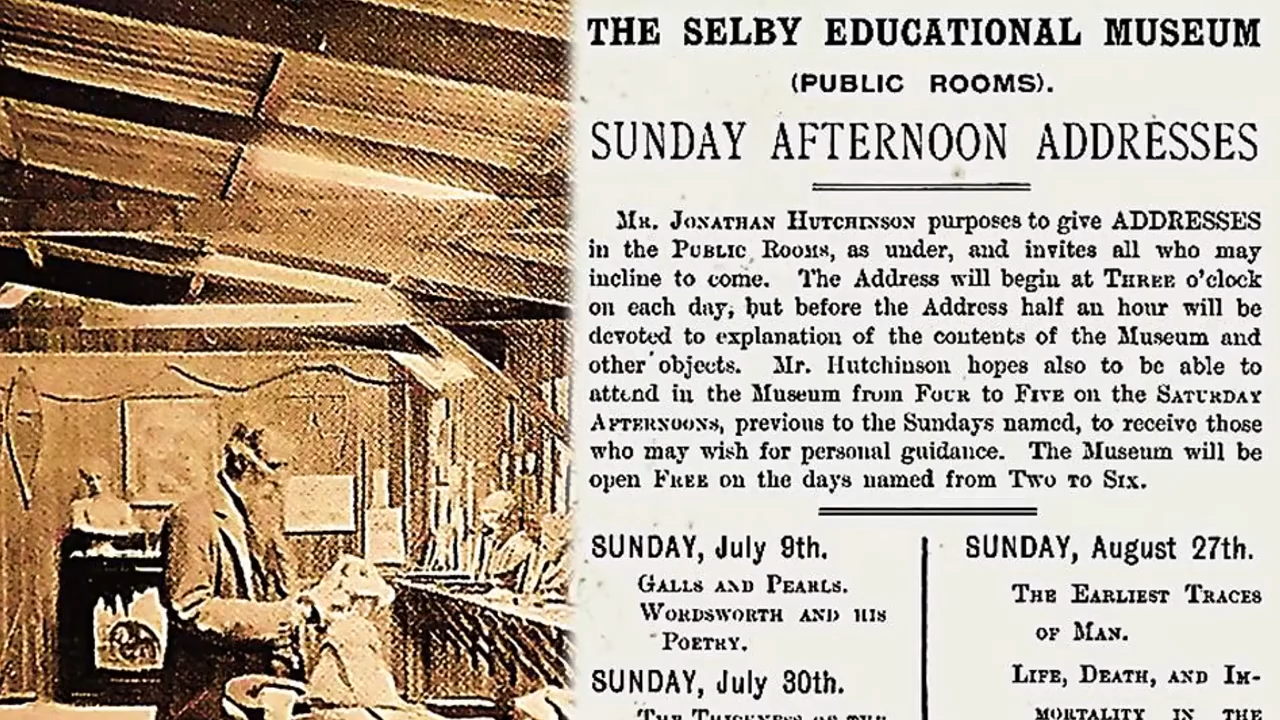 THE SELBY EDUCATIONAL MUSEUM
(PUBLIC ROOMS).
SUNDAY AFTERNOON ADDRESSES
MR. JONATHAN HUTCHINSON purposes to give ADDRESSES
in the PUBLIC ROOMS, as under, and invites all who may
incline to come. The Address will begin at THREE o'clock
on each day, but before the Address half an hour will be
devoted to explanation of the contents of the Museum and
other objects. Mr. Hutchinson hopes also to be able to
attend in the Museum from FOUR to FIVE on the SATURDAY
AFTERNOONS, previous to the Sundays named, to receive those
who may wish for personal guidance. The Museum will be
open FREE on the days named from TWO TO SIX.
SUNDAY, July 9th.
GALLS AND PEARLS.
WORDSWORTH AND HIS
POETRY.
SUNDAY, July 30th.
THE THICKNESS OF THE
SUNDAY, August 27th.
THE EARLIEST TRACES
OF MAN.
LIFE, DEATH, AND IM-
MORTALITY IN THE